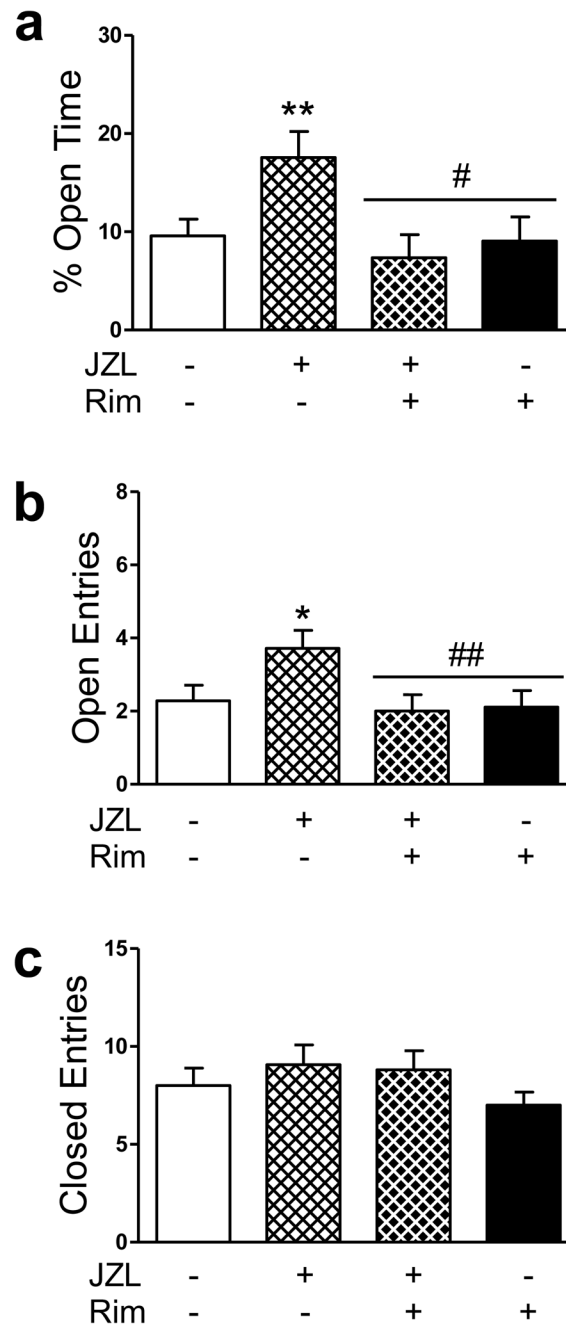 a
% Open Time
30
20
10
0
**
#
JZL - + + -
Rim - - + +
b
Open Entries
8
6
4
2
0
*
##
JZL - + + -
Rim - - + +
c
Closed Entries
15
10
5
0
JZL - + + -
Rim - - + +